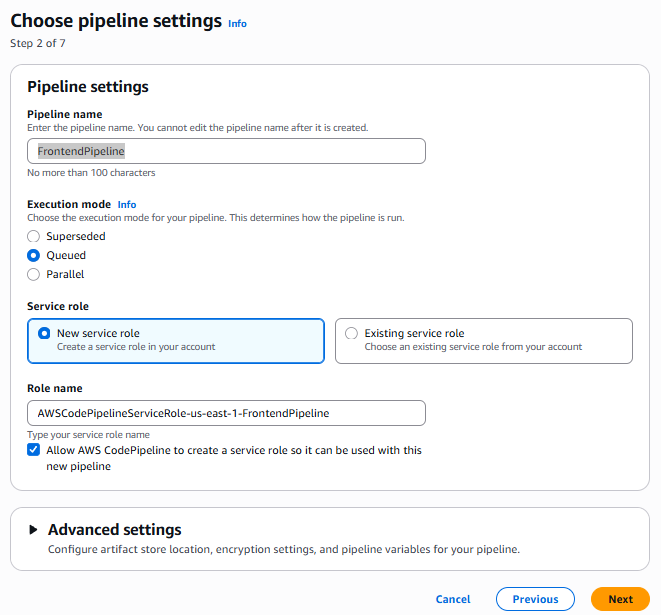 Choose pipeline settings Info
Step 2 of 7
Pipeline settings
Pipeline name
Enter the pipeline name. You cannot edit the pipeline name after it is created.
FrontendPipeline
No more than 100 characters
Execution mode Info
Choose the execution mode for your pipeline. This determines how the pipeline is run.
Superseded
Queued
Parallel
Service role
New service role
Create a service role in your account
Existing service role
Choose an existing service role from your account
Role name
AWSCodePipelineServiceRole-us-east-1-FrontendPipeline
Type your service role name
Allow AWS CodePipeline to create a service role so it can be used with this
new pipeline
Advanced settings
Configure artifact store location, encryption settings, and pipeline variables for your pipeline.
Cancel Previous Next